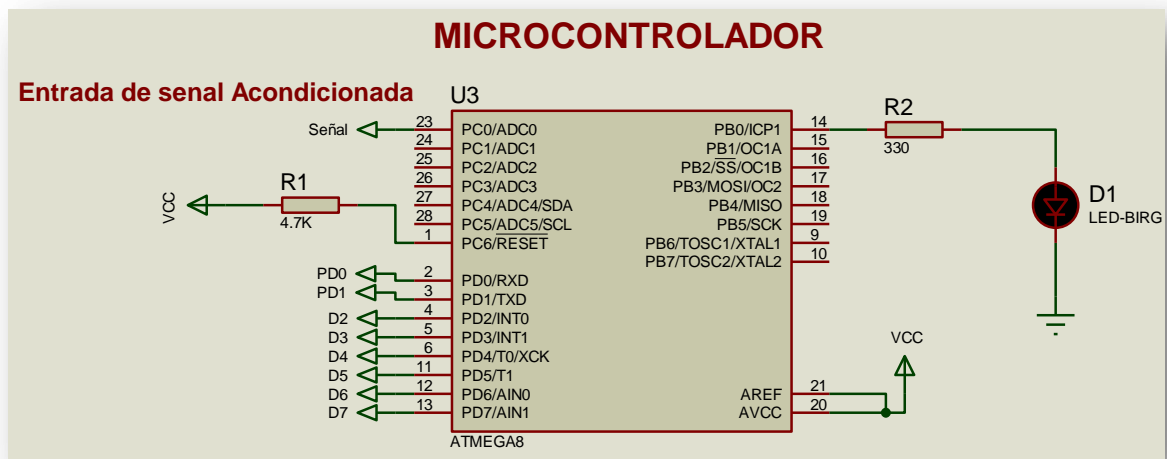 MICROCONTROLADOR
Entrada de senal Acondicionada
U3
Señal
23
PC0/ADC0
24
PC1/ADC1
25
PC2/ADC2
26
PC3/ADC3
27
PC4/ADC4/SDA
28
PC5/ADC5/SCL
1
PC6/RESET
VCC
R1
4.7K
PD0
2
PD0/RXD
PD1
3
PD1/TXD
D2
4
PD2/INT0
D3
5
PD3/INT1
D4
6
PD4/T0/XCK
D5
11
PD5/T1
D6
12
PD6/AIN0
D7
13
PD7/AIN1
PB0/ICP1
14
PB1/OC1A
15
PB2/SS/OC1B
16
PB3/MOSI/OC2
17
PB4/MISO
18
PB5/SCK
19
PB6/TOSC1/XTAL1
9
PB7/TOSC2/XTAL2
10
AREF
21
AVCC
20
ATMEGA8
R2
330
D1
LED-BIRG
VCC